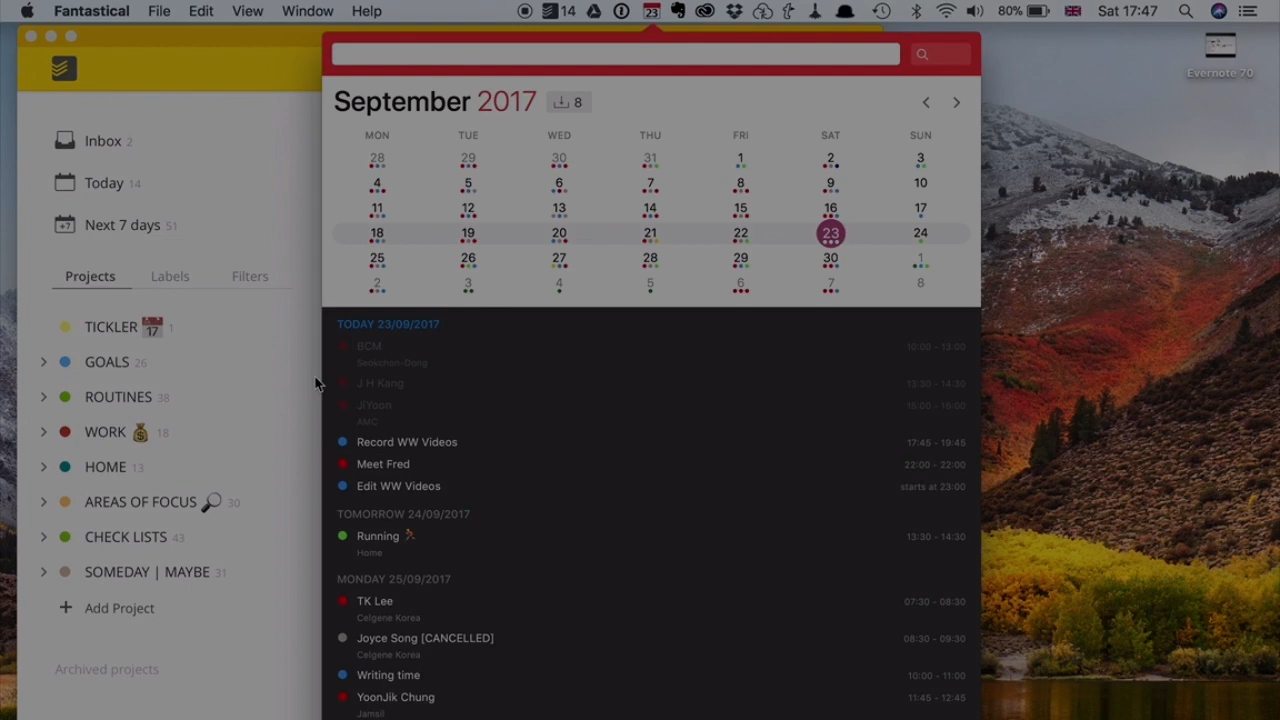 Fantastical File Edit View Window Help 14 23 80% Sat 17:47
Evernote 70
Inbox 2
Today 14
+7 Next 7 days 51
Projects Labels Filters
TICKLER 17 1
GOALS 26
ROUTINES 38
WORK 18
HOME 13
AREAS OF FOCUS 30
CHECK LISTS 43
SOMEDAY | MAYBE 31
+ Add Project
Archived projects
September 2017 8
MON TUE WED THU FRI SAT SUN
28 29 30 31 1 2 3
4 5 6 7 8 9 10
11 12 13 14 15 16 17
18 19 20 21 22 23 24
25 26 27 28 29 30 1
2 3 4 5 6 7 8
TODAY 23/09/2017
BCM 10:00 - 13:00
Seokchon-Dong
J H Kang 13:30 - 14:30
JiYoon
AMC
Record WW Videos 17:45 - 19:45
Meet Fred 22:00 - 22:00
Edit WW Videos starts at 23:00
TOMORROW 24/09/2017
Running 13:30 - 14:30
Home
MONDAY 25/09/2017
TK Lee 07:30 - 08:30
Celgene Korea
Joyce Song [CANCELLED] 08:30 - 09:30
Celgene Korea
Writing time 10:00 - 11:00
YoonJik Chung 11:45 - 12:45
Jamsil